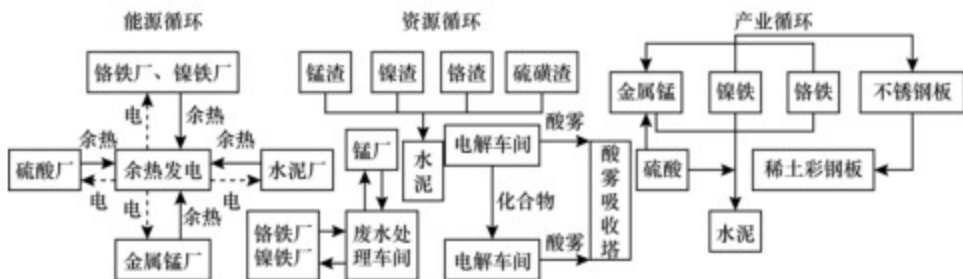 能源循环
资源循环
产业循环
铬铁厂、镍铁厂
电
余热
余热
余热
硫酸厂
余热发电
水泥厂
电
电
电
余热
金属锰厂
锰渣
镍渣
铬渣
硫磺渣
锰厂
水泥
电解车间
酸雾
化合物
酸雾吸收塔
铬铁厂
镍铁厂
废水处
理车间
电解车间
酸雾
金属锰
镍铁
铬铁
不锈钢板
硫酸
稀土彩钢板
水泥